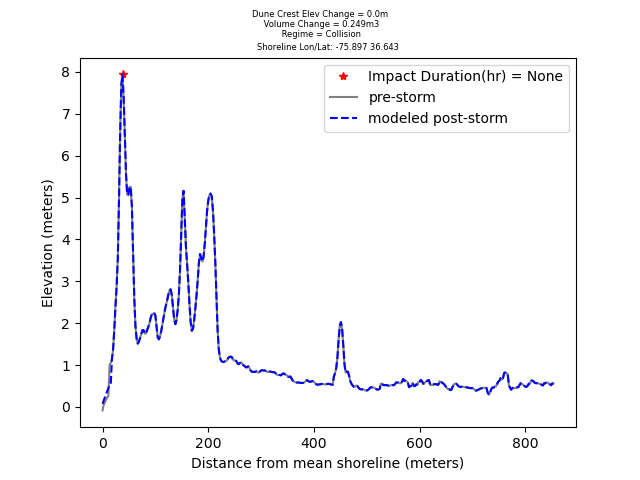 Dune Crest Elev Change = 0.0m
Volume Change = 0.249m3
Regime = Collision
Shoreline Lon/Lat: -75.897 36.643
Impact Duration(hr) = None
pre-storm
modeled post-storm
Elevation (meters)
8
7
6
5
4
3
2
1
0
0 200 400 600 800
Distance from mean shoreline (meters)